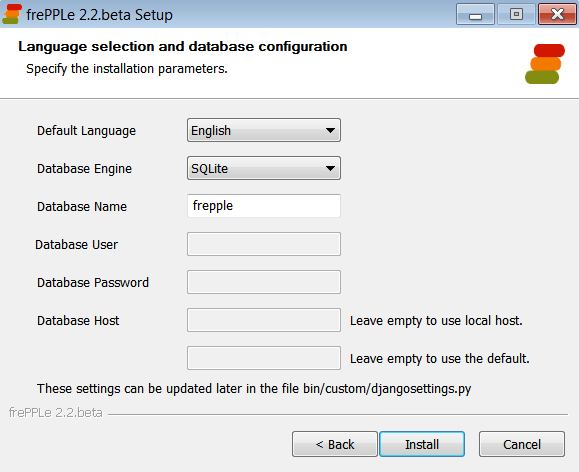 frePPLe 2.2.beta Setup
Language selection and database configuration
Specify the installation parameters.
Default Language English
Database Engine SQLite
Database Name frepple
Database User
Database Password
Database Host Leave empty to use local host.
Leave empty to use the default.
These settings can be updated later in the file bin/custom/djangosettings.py
frePPLe 2.2.beta
< Back Install Cancel